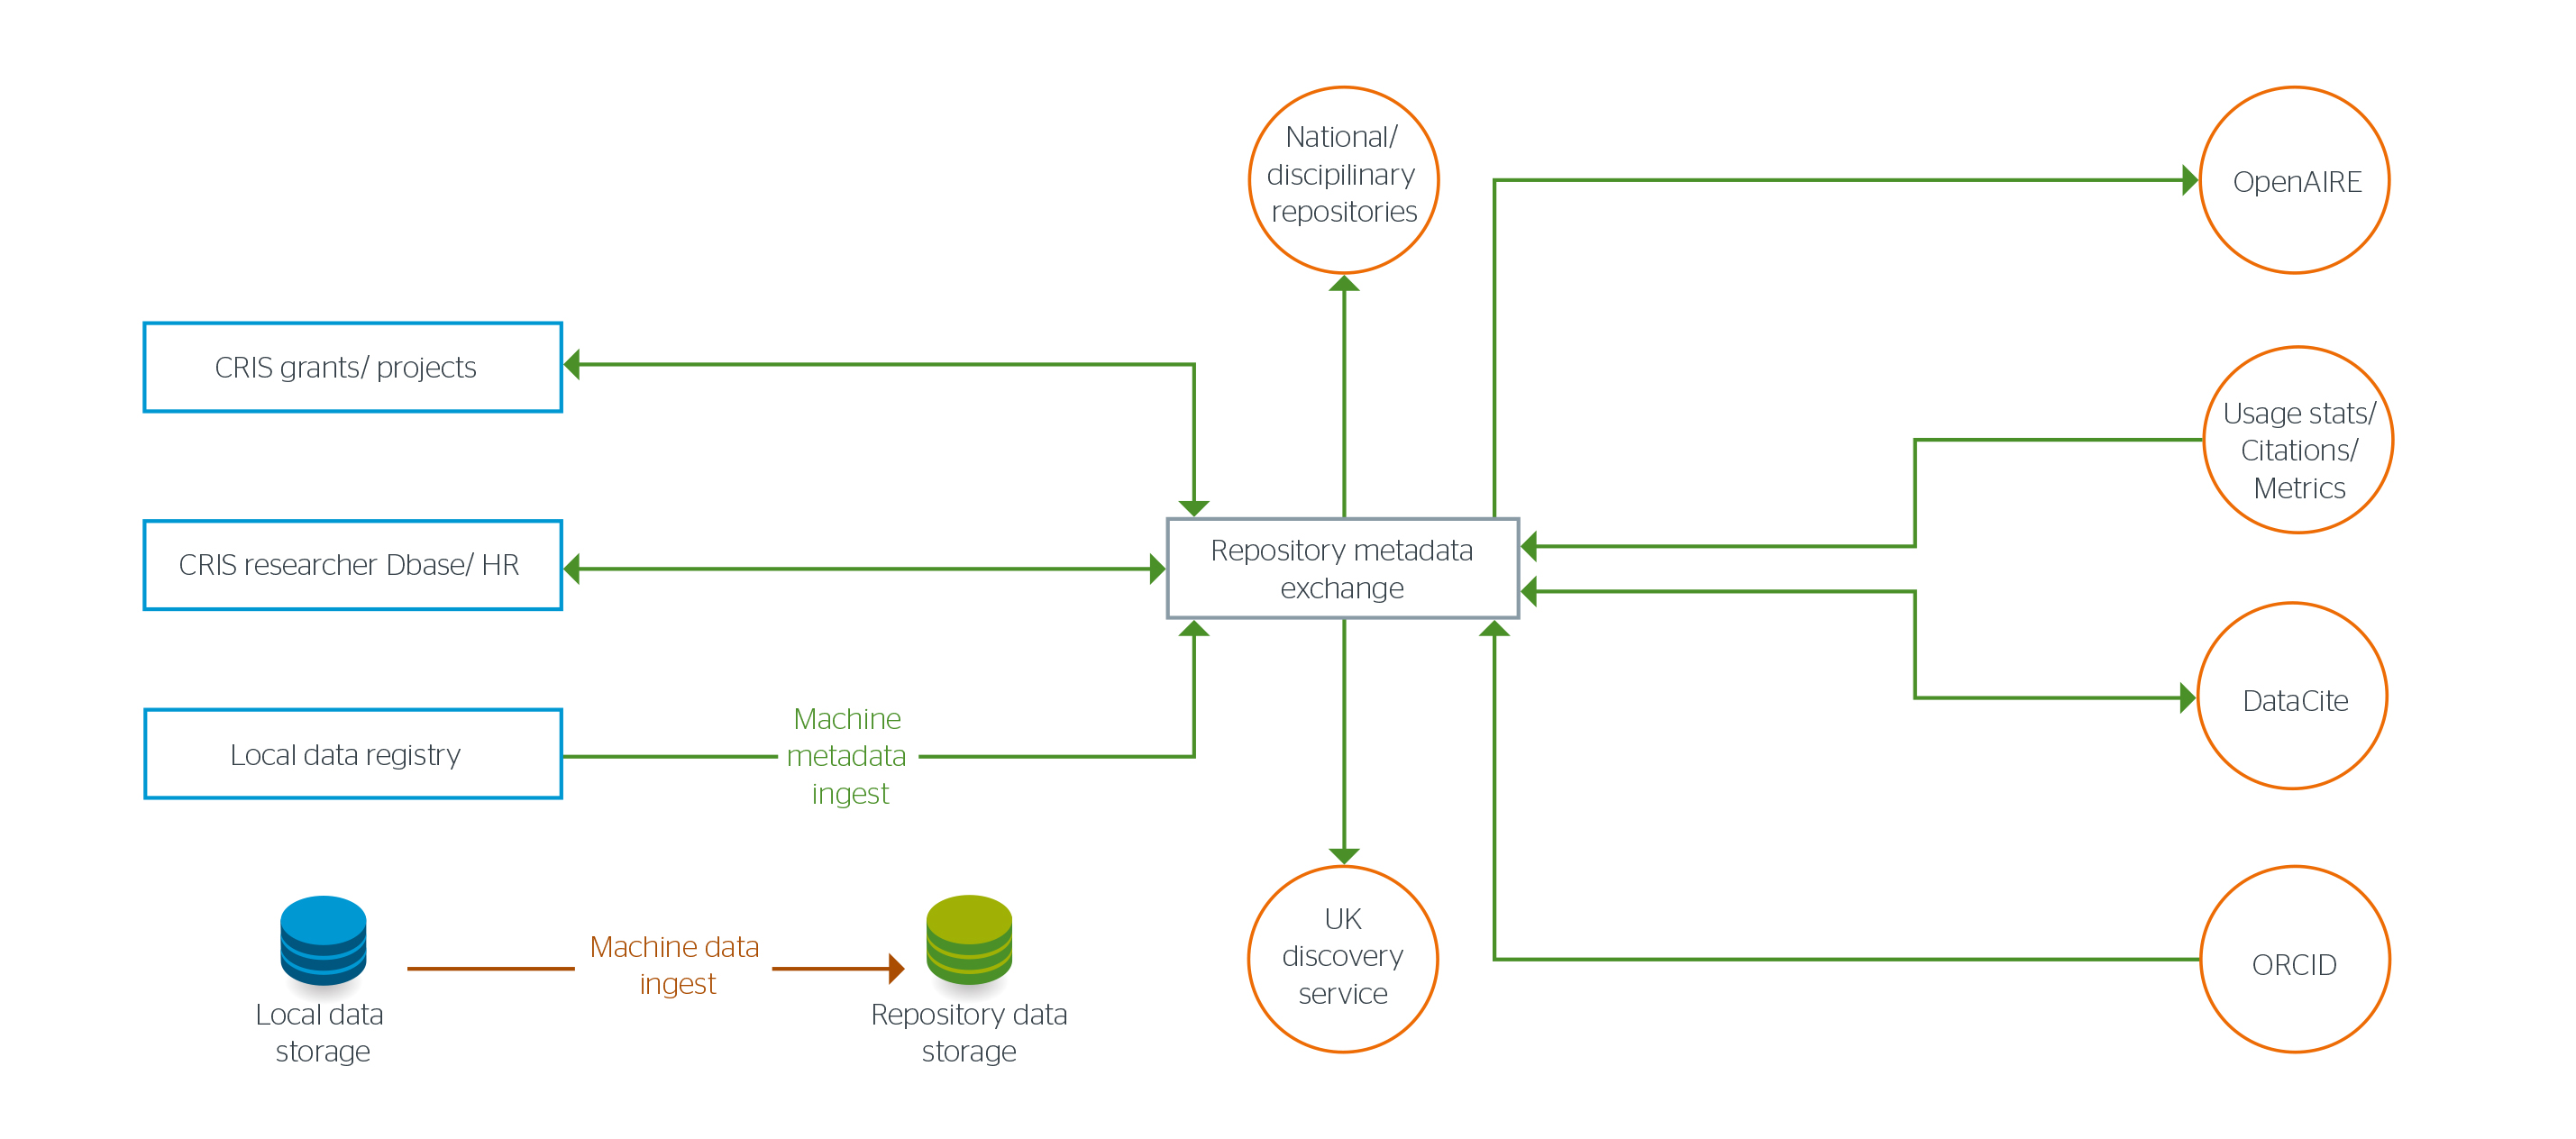 National/
discipilinary
repositories
OpenAIRE
CRIS grants/ projects
Usage stats/
Citations/
Metrics
CRIS researcher Dbase/ HR
Repository metadata
exchange
Local data registry
Machine
metadata
ingest
DataCite
Machine data
ingest
Local data
storage
Repository data
storage
UK
discovery
service
ORCID